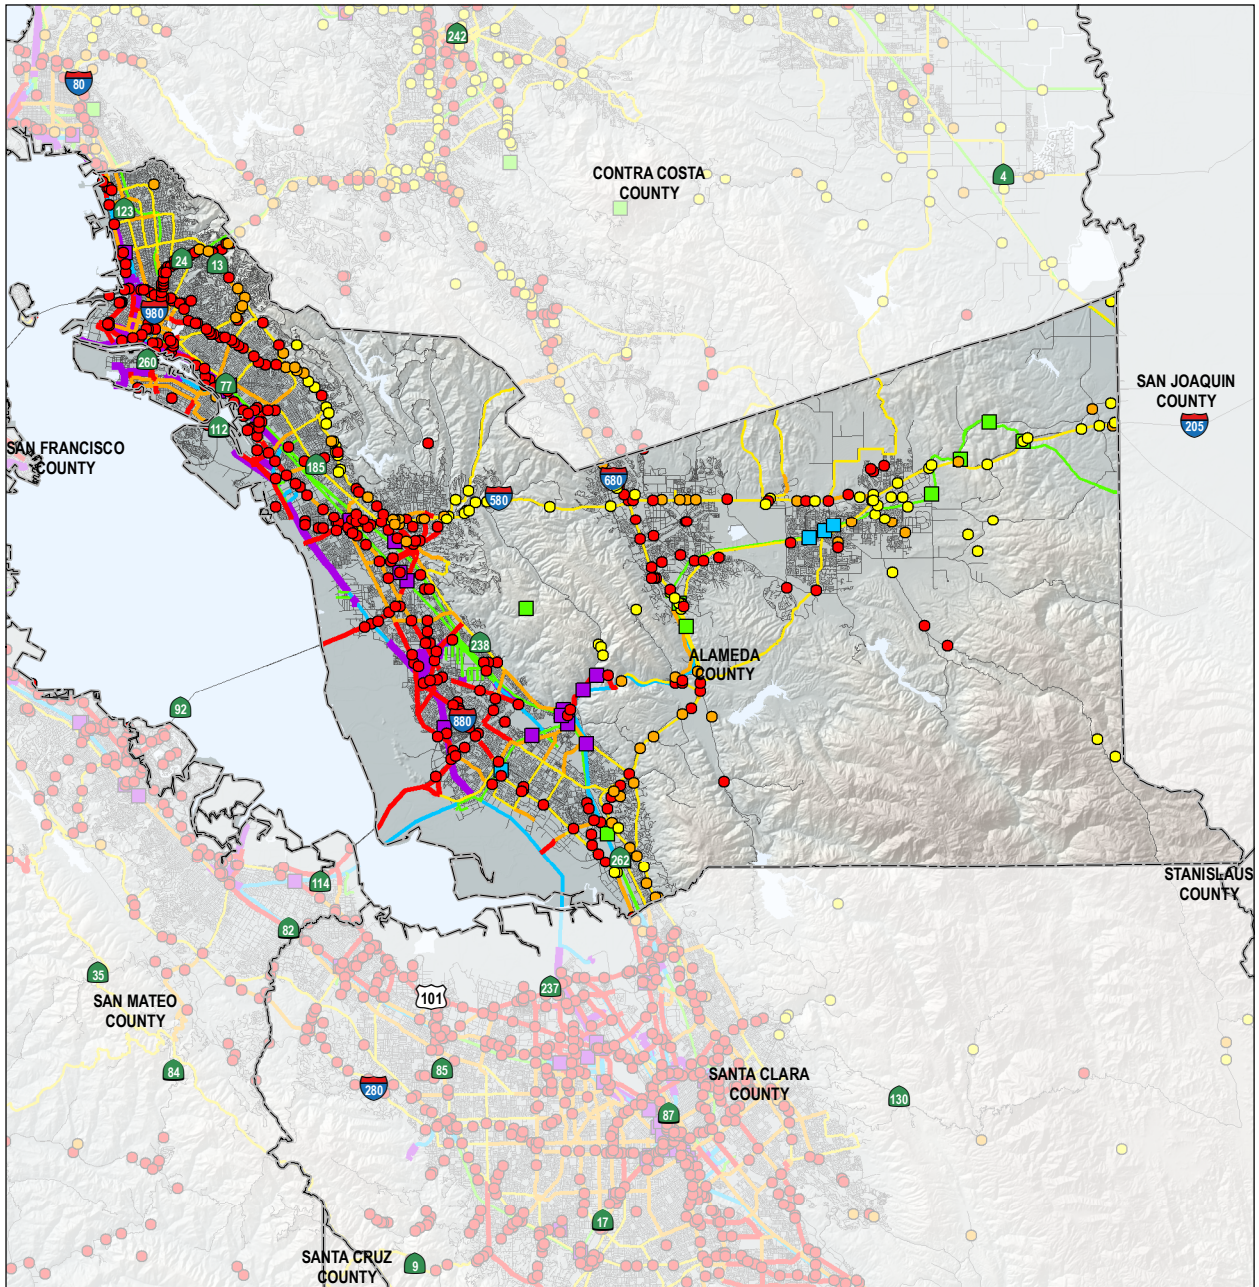 242
80
CONTRA COSTA
COUNTY
4
123
24
13
980
260
77
SAN JOAQUIN
COUNTY
205
112
SAN FRANCISCO
COUNTY
185
680
580
238
ALAMEDA
COUNTY
92
880
262
STANISLAUS
COUNTY
114
82
35
237
101
SAN MATEO
COUNTY
84
85
280
SANTA CLARA
COUNTY
130
87
17
SANTA CRUZ
COUNTY
9